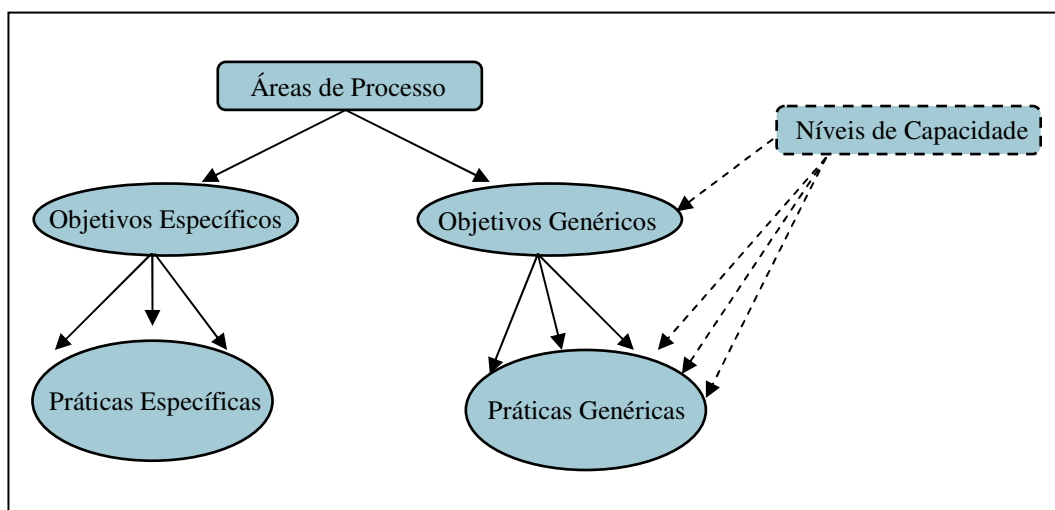 Áreas de Processo
Níveis de Capacidade
Objetivos Específicos
Objetivos Genéricos
Práticas Específicas
Práticas Genéricas